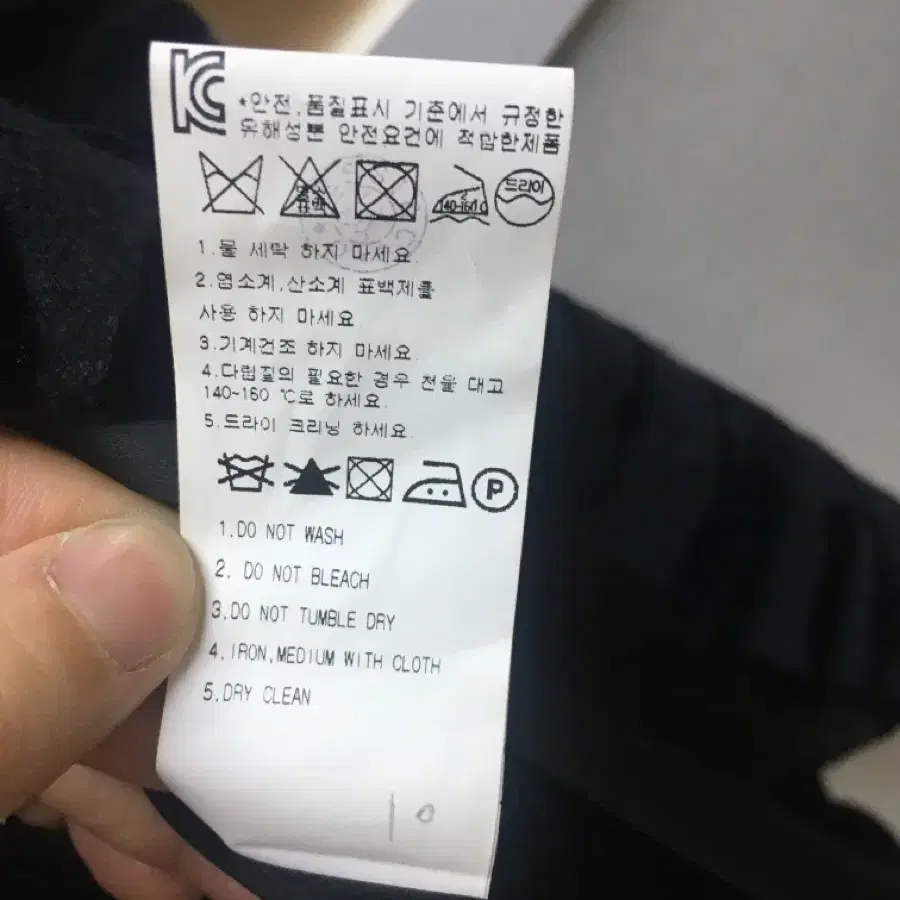 KC
*안전,품질표시 기준에서 규정한
유해성분 안전요건에 적합한제품
염소
표백
2
140-160℃
드라이
1.물 세탁 하지 마세요.
2.염소계,산소계 표백제를
사용 하지 마세요
3.기계건조 하지 마세요.
4.다림질의 필요한 경우 천을 대고
140~160 ℃로 하세요.
5.드라이 크리닝 하세요.
P
1.DO NOT WASH
2. DO NOT BLEACH
3.DO NOT TUMBLE DRY
4.IRON,MEDIUM WITH CLOTH
5.DRY CLEAN